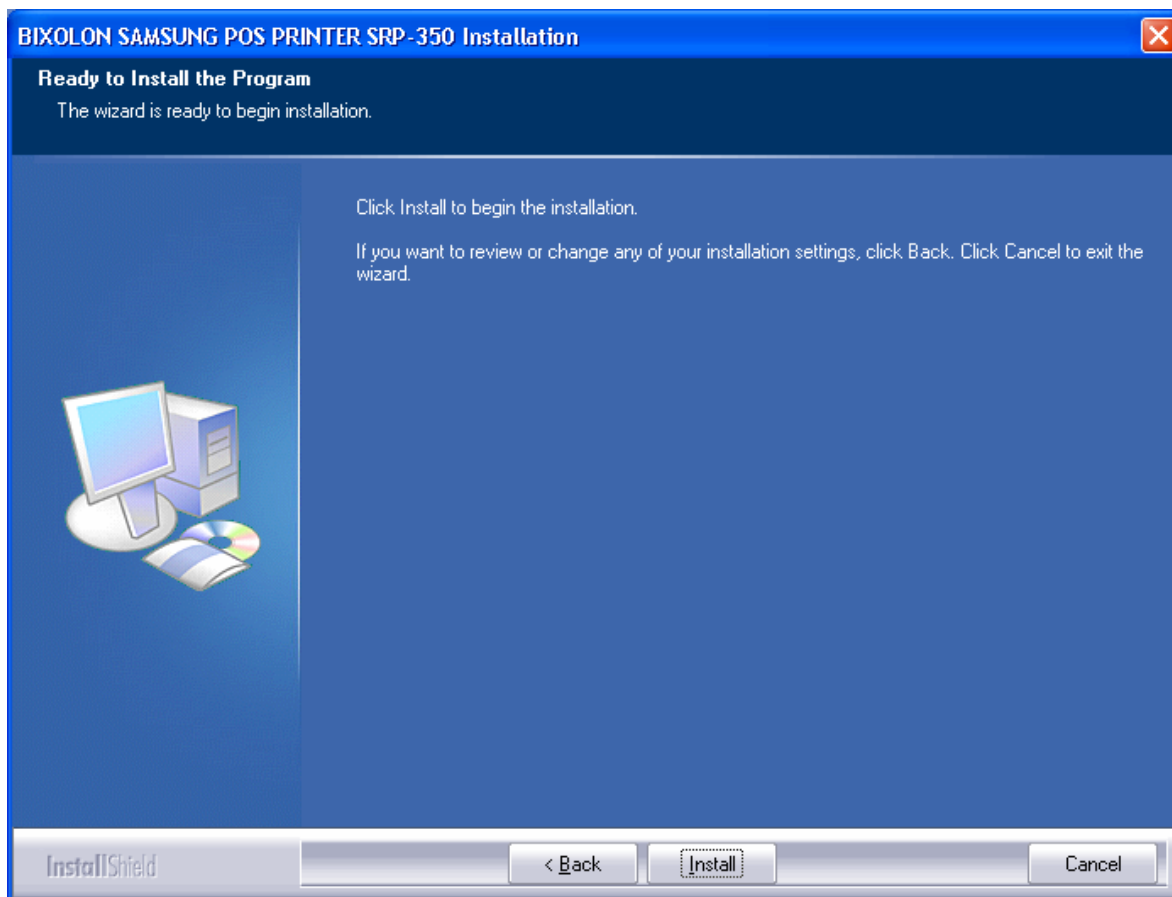 BIXOLON SAMSUNG POS PRINTER SRP-350 Installation
Ready to Install the Program
The wizard is ready to begin installation.
Click Install to begin the installation.
If you want to review or change any of your installation settings, click Back. Click Cancel to exit the
wizard.
InstallShield
< Back
Install
Cancel